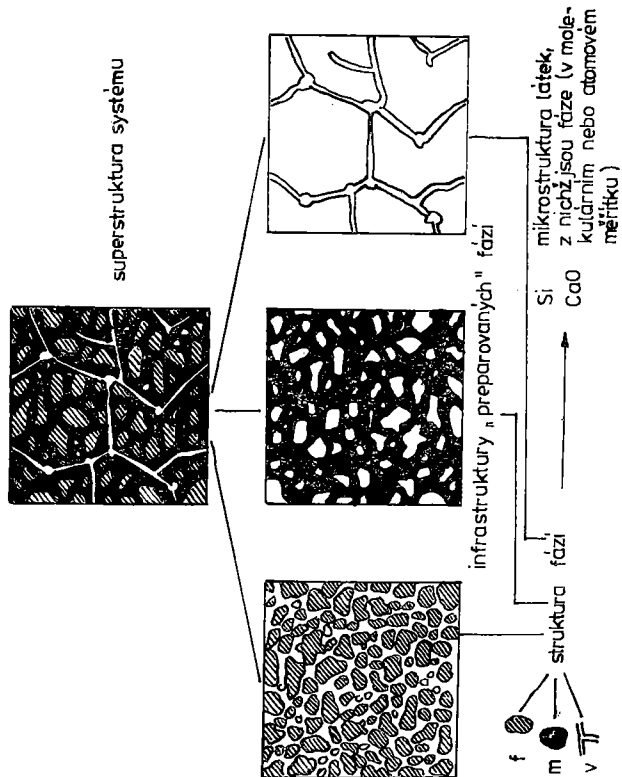 superstruktura systému
infrastruktury „preparovaných" fází
f
m
v
struktura fází
Si
CaO
mikrostruktura látek,
z nichž jsou fáze (v mole-
kulárním nebo atomovém
měřítku)